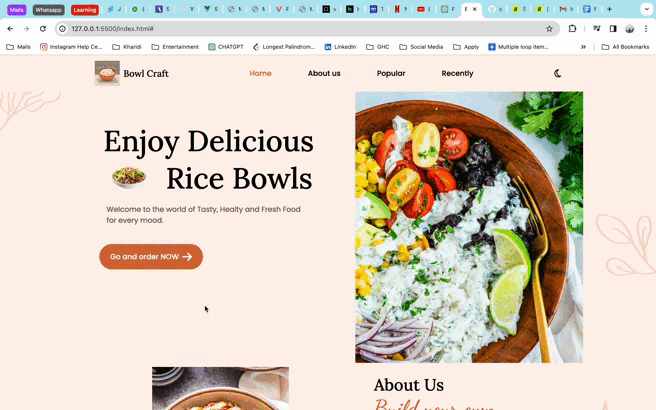 Mails
Whatsapp
Learning
127.0.0.1:5500/index.html#
Mails
Instagram Help Ce...
Kharidi
Entertainment
CHATGPT
Longest Palindrom...
LinkedIn
GHC
Social Media
Apply
Multiple loop item...
All Bookmarks
Bowl Craft
Home
About us
Popular
Recently
Enjoy Delicious
Rice Bowls
Welcome to the world of Tasty, Healty and Fresh Food
for every mood.
Go and order NOW
About Us
Build your own